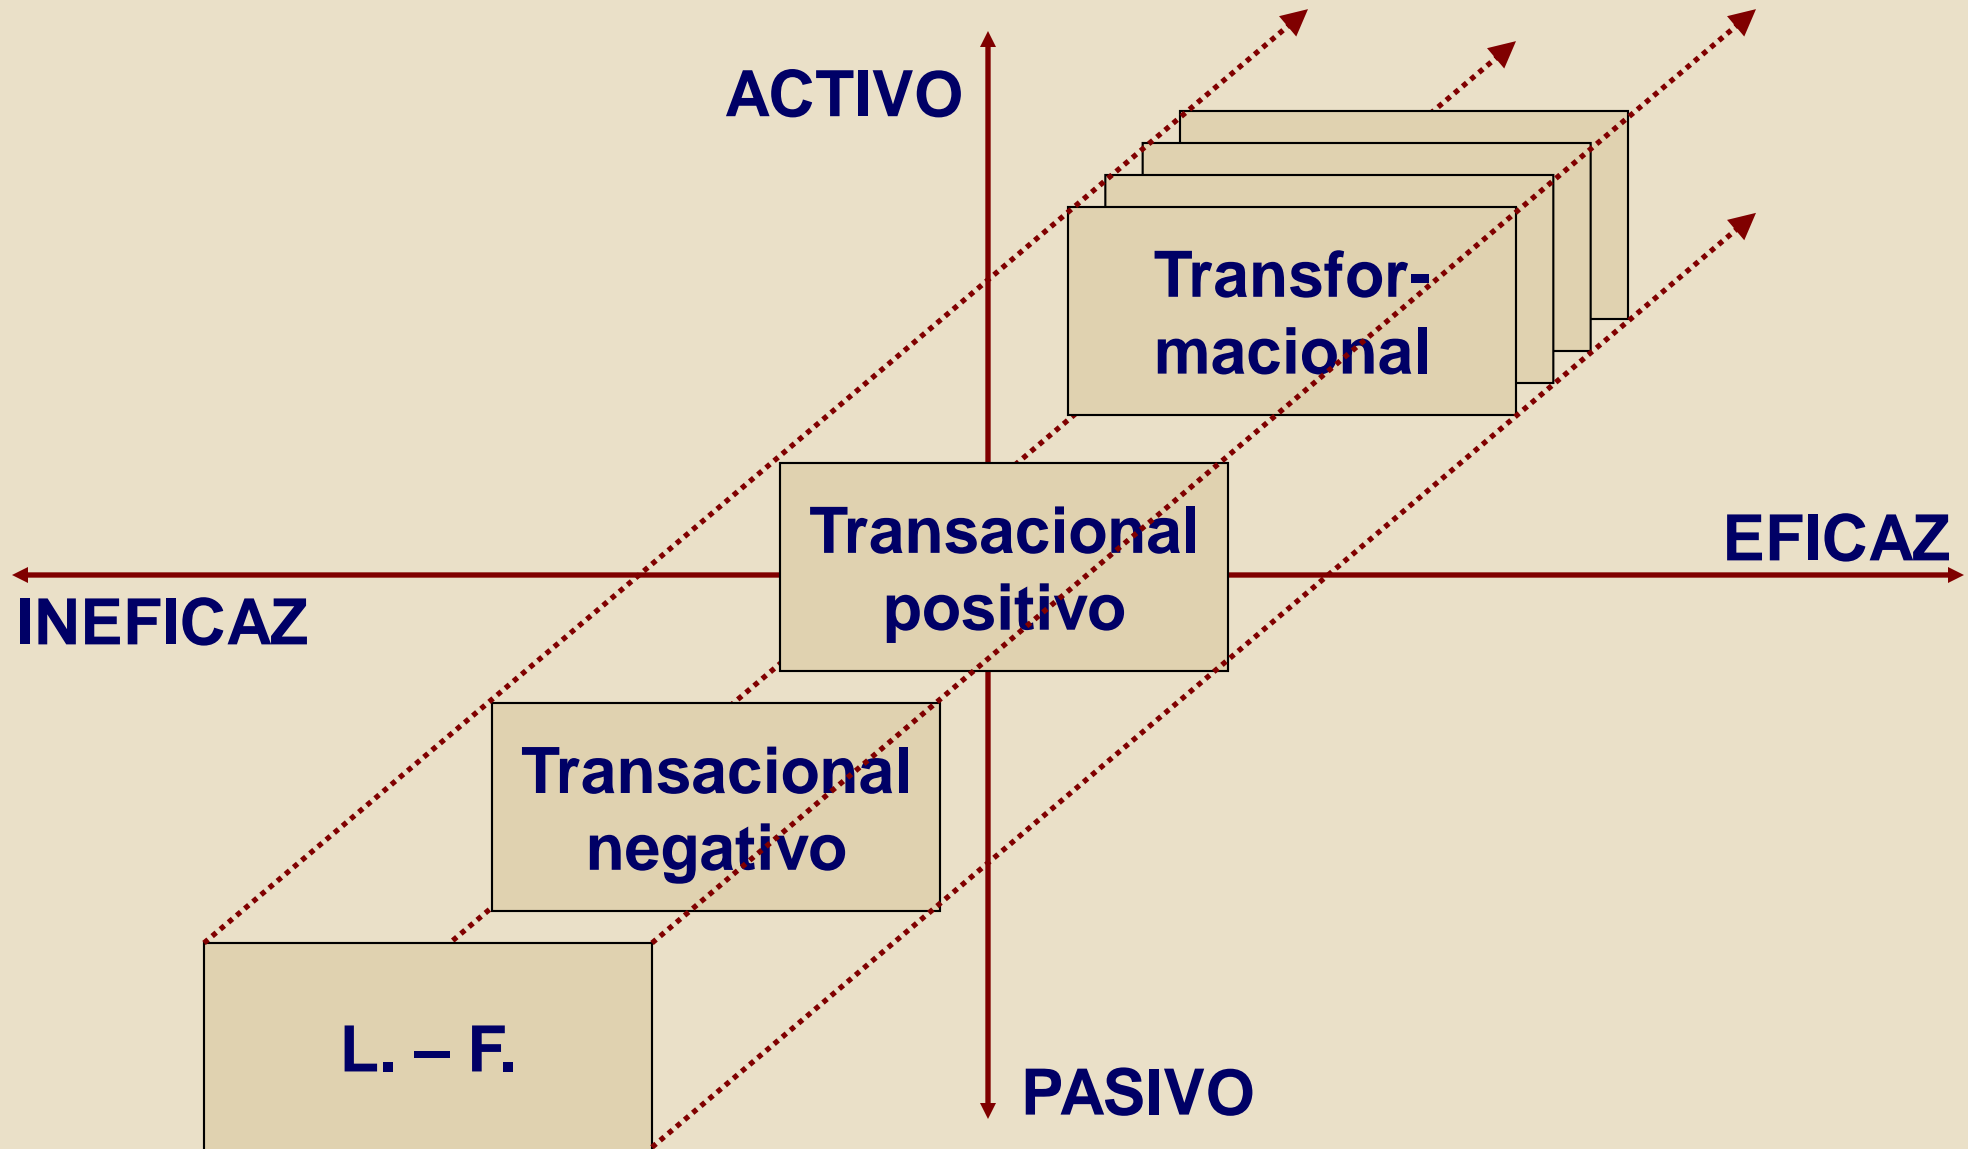 ACTIVO
Transfor-
macional
Transacional
positivo
EFICAZ
INEFICAZ
Transacional
negativo
L. – F.
PASIVO